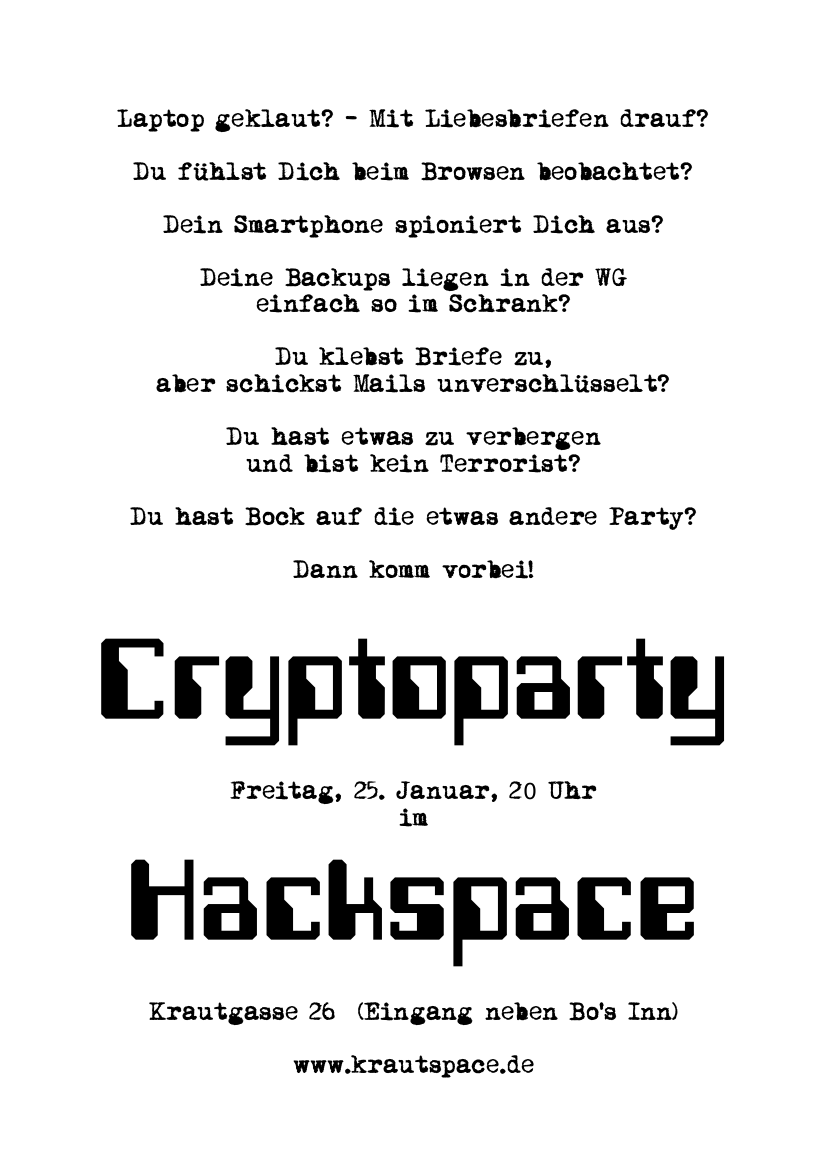 Laptop geklaut? - Mit Liebesbriefen drauf?
Du fühlst Dich beim Browsen beobachtet?
Dein Smartphone spioniert Dich aus?
Deine Backups liegen in der WG
einfach so im Schrank?
Du klebst Briefe zu,
aber schickst Mails unverschlüsselt?
Du hast etwas zu verbergen
und bist kein Terrorist?
Du hast Bock auf die etwas andere Party?
Dann komm vorbei!
Cryptoparty
Freitag, 25. Januar, 20 Uhr
im
Hackspace
Krautgasse 26 (Eingang neben Bo's Inn)
www.krautspace.de